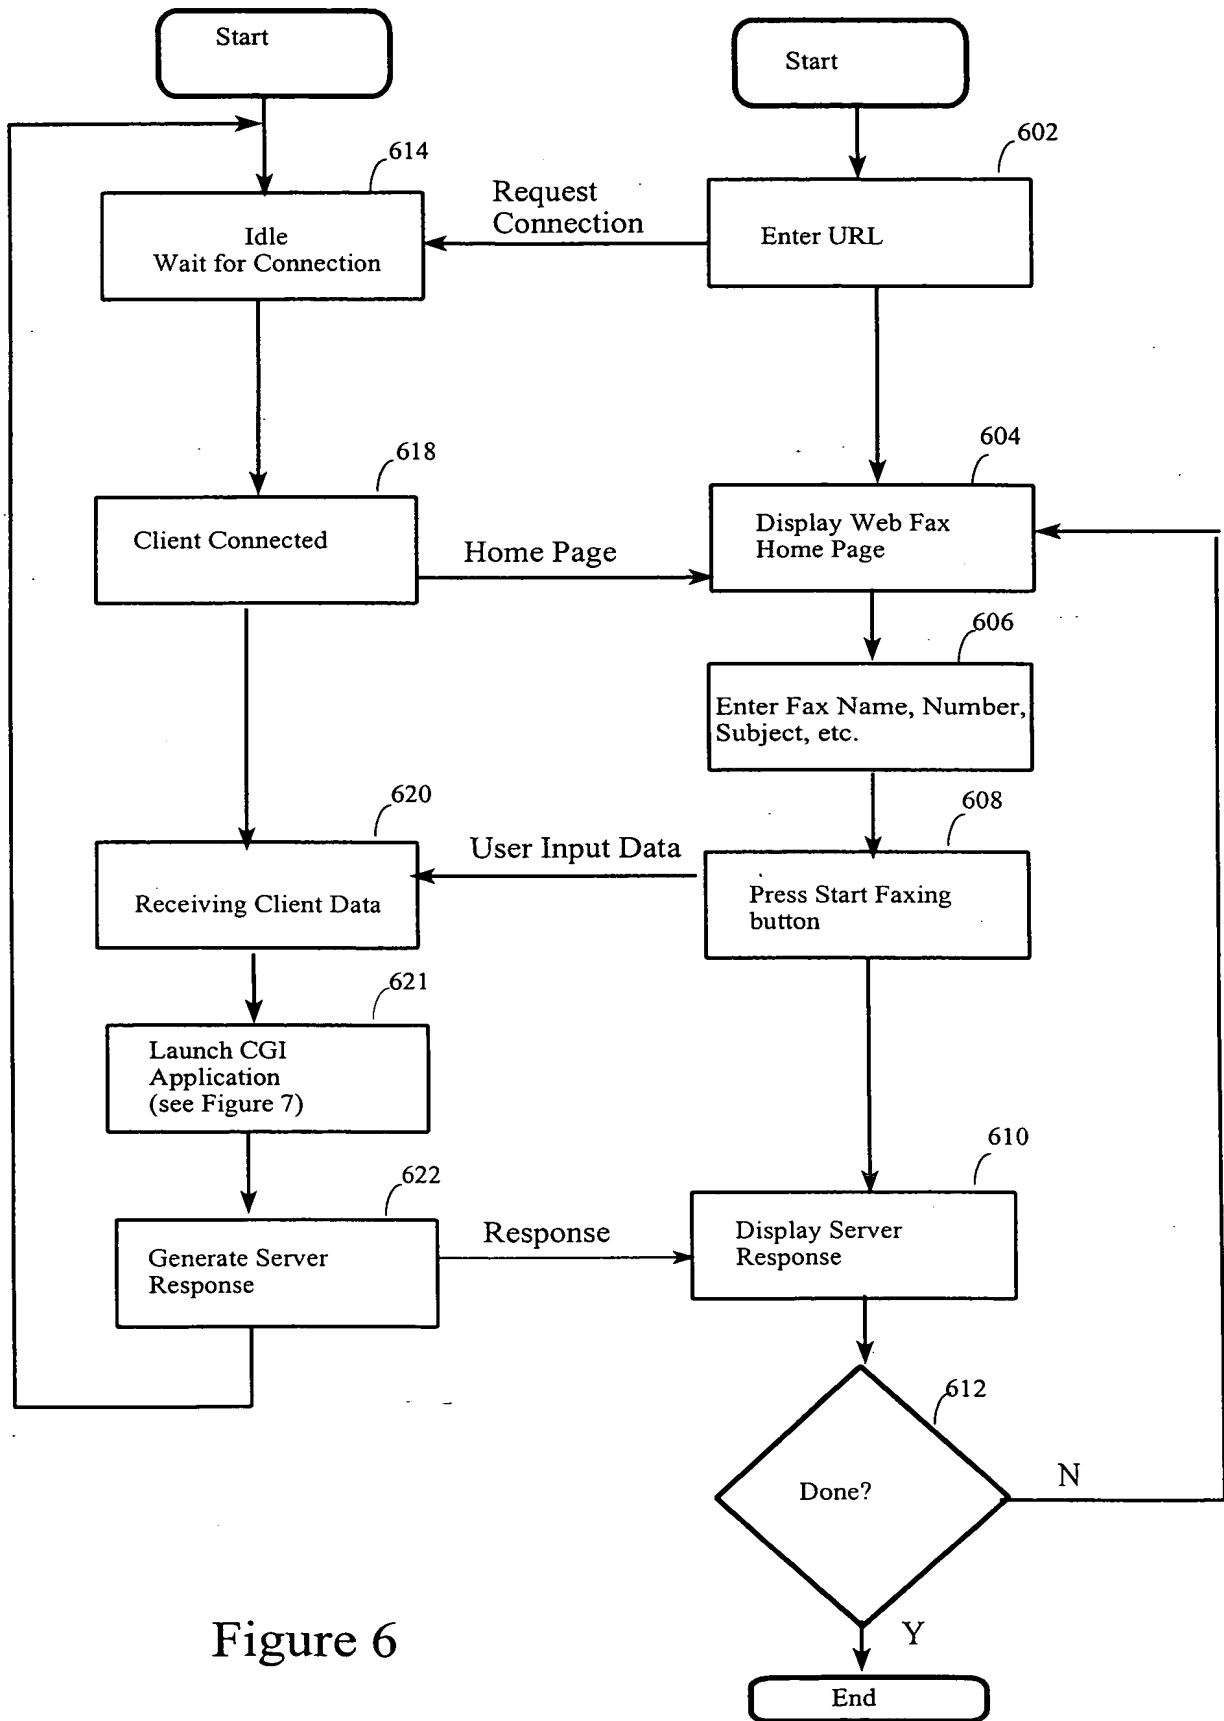 Start
Start
602
614
Request
Connection
Enter URL
Idle
Wait for Connection
604
618
Display Web Fax
Home Page
Client Connected
Home Page
606
Enter Fax Name, Number,
Subject, etc.
620
608
User Input Data
Press Start Faxing
button
Receiving Client Data
621
Launch CGI
Application
(see Figure 7)
610
622
Response
Display Server
Response
Generate Server
Response
612
Done?
N
Y
Figure 6
End